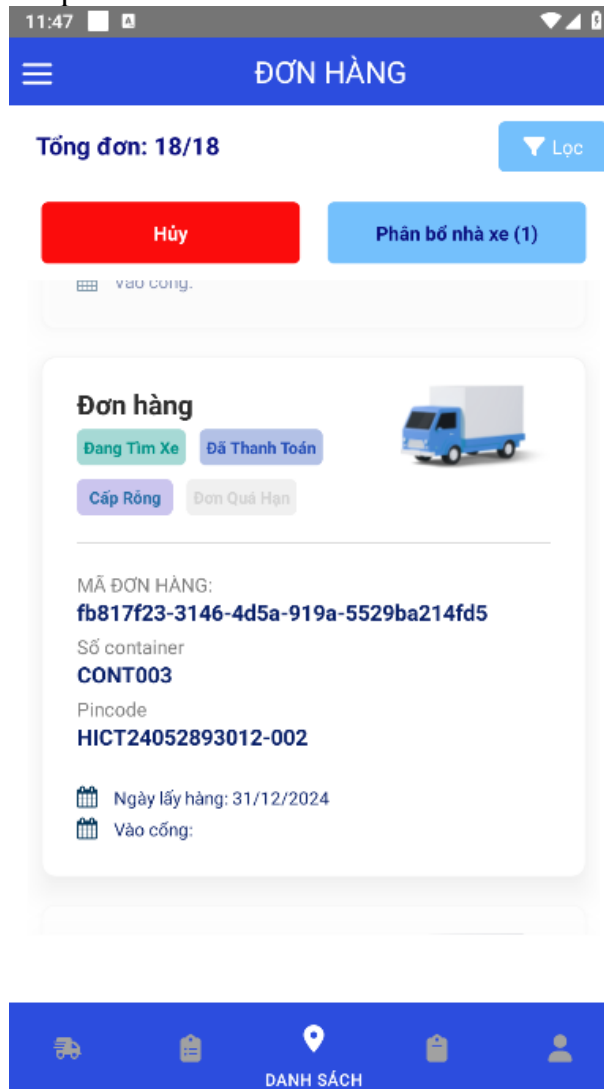 11:47
ĐƠN HÀNG
Tổng đơn: 18/18
Lọc
Hủy
Phân bổ nhà xe (1)
Vào cổng:
Đơn hàng
Đang Tìm Xe
Đã Thanh Toán
Cấp Rỗng
Đơn Quá Hạn
MÃ ĐƠN HÀNG:
fb817f23-3146-4d5a-919a-5529ba214fd5
Số container
CONT003
Pincode
HICT24052893012-002
Ngày lấy hàng: 31/12/2024
Vào cổng:
DANH SÁCH